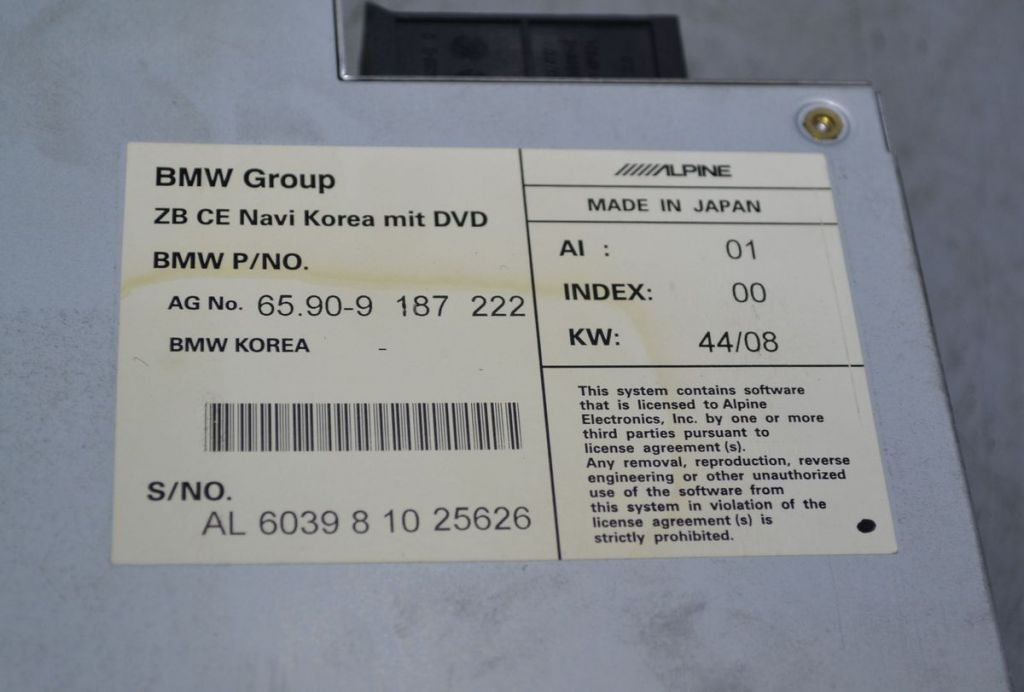 BMW Group
ZB CE Navi Korea mit DVD
BMW P/NO.
AG No. 65.90-9 187 222
BMW KOREA -
S/NO.
AL 6039 8 10 25626
ALPINE
MADE IN JAPAN
AI : 01
INDEX: 00
KW: 44/08
This system contains software
that is licensed to Alpine
Electronics, Inc. by one or more
third parties pursuant to
license agreement (s).
Any removal, reproduction, reverse
engineering or other unauthorized
use of the software from
this system in violation of the
license agreement (s) is
strictly prohibited.